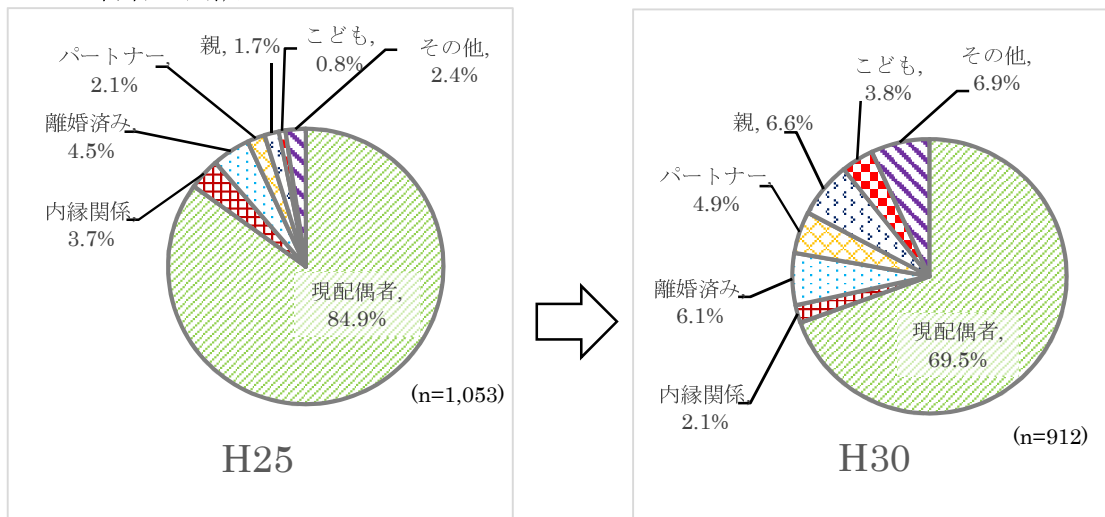 パートナー,
2.1%
親, 1.7%
こども,
0.8%
その他,
2.4%
離婚済み,
4.5%
内縁関係,
3.7%
現配偶者,
84.9%
(n=1,053)
H25
こども,
3.8%
その他,
6.9%
親, 6.6%
パートナー,
4.9%
離婚済み,
6.1%
内縁関係,
2.1%
現配偶者,
69.5%
(n=912)
H30